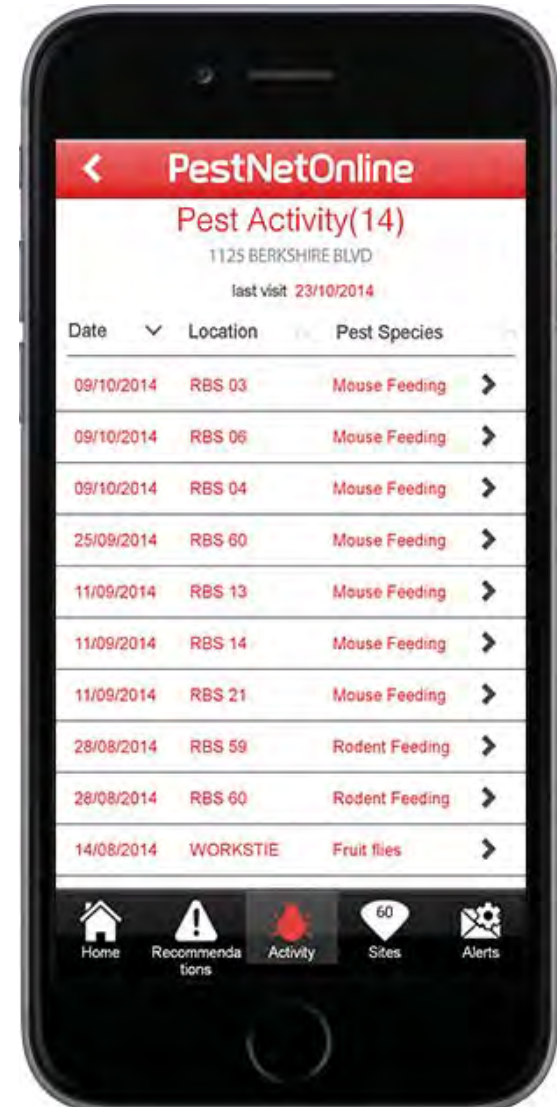 PestNetOnline
Pest Activity(14)
1125 BERKSHIRE BLVD
last visit 23/10/2014
Date Location Pest Species
09/10/2014 RBS 03 Mouse Feeding
09/10/2014 RBS 06 Mouse Feeding
09/10/2014 RBS 04 Mouse Feeding
25/09/2014 RBS 60 Mouse Feeding
11/09/2014 RBS 13 Mouse Feeding
11/09/2014 RBS 14 Mouse Feeding
11/09/2014 RBS 21 Mouse Feeding
28/08/2014 RBS 59 Rodent Feeding
28/08/2014 RBS 60 Rodent Feeding
14/08/2014 WORKSTIE Fruit flies
60
Home Recommenda Activity Sites Alerts
tions